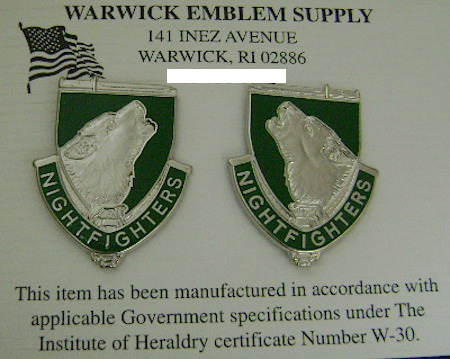 WARWICK EMBLEM SUPPLY
141 INEZ AVENUE
WARWICK, RI 02886
NIGHTFIGHTERS
NIGHTFIGHTERS
This item has been manufactured in accordance with
applicable Government specifications under The
Institute of Heraldry certificate Number W-30.